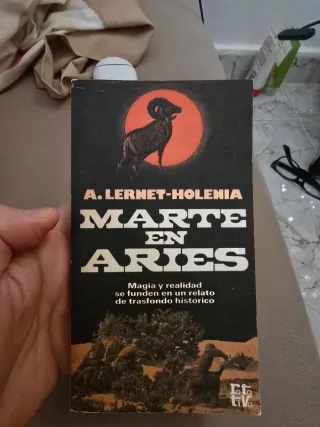 A. LERNET-HOLENIA
MARTE
EN
ARIES
Magia y realidad
se funden en un relato
de trasfondo histórico